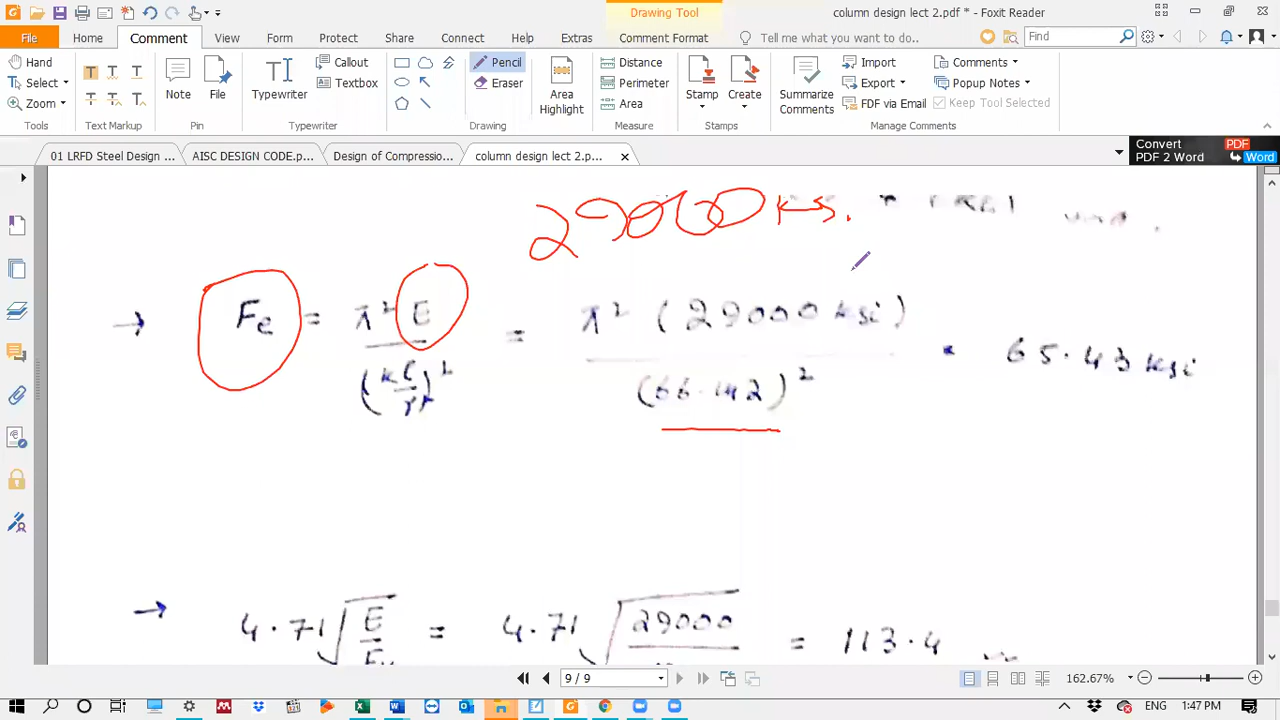 Drawing Tool
column design lect 2.pdf * - Foxit Reader
File Home Comment View Form Protect Share Connect Help Extras Comment Format Tell me what you want to do... Find
Hand
Select
Zoom
Tools
Text Markup
Note
File
Pin
Typewriter
Callout
Textbox
Typewriter
Pencil
Eraser
Drawing
Area Highlight
Distance
Perimeter
Area
Measure
Stamp
Create
Stamps
Summarize Comments
Import
Export
FDF via Email
Comments
Popup Notes
Keep Tool Selected
Manage Comments
01 LRFD Steel Design ... AISC DESIGN CODE.p... Design of Compressio... column design lect 2.p...
Convert PDF
PDF 2 Word Word
29000 ksi
→ Fe = π² E / (kL/r)² = π² (29000 ksi) / (66.142)² = 65.43 ksi
→ 4.71 √ E / Fy = 4.71 √ 29000 = 113.4
9 / 9 162.67%
ENG 1:47 PM